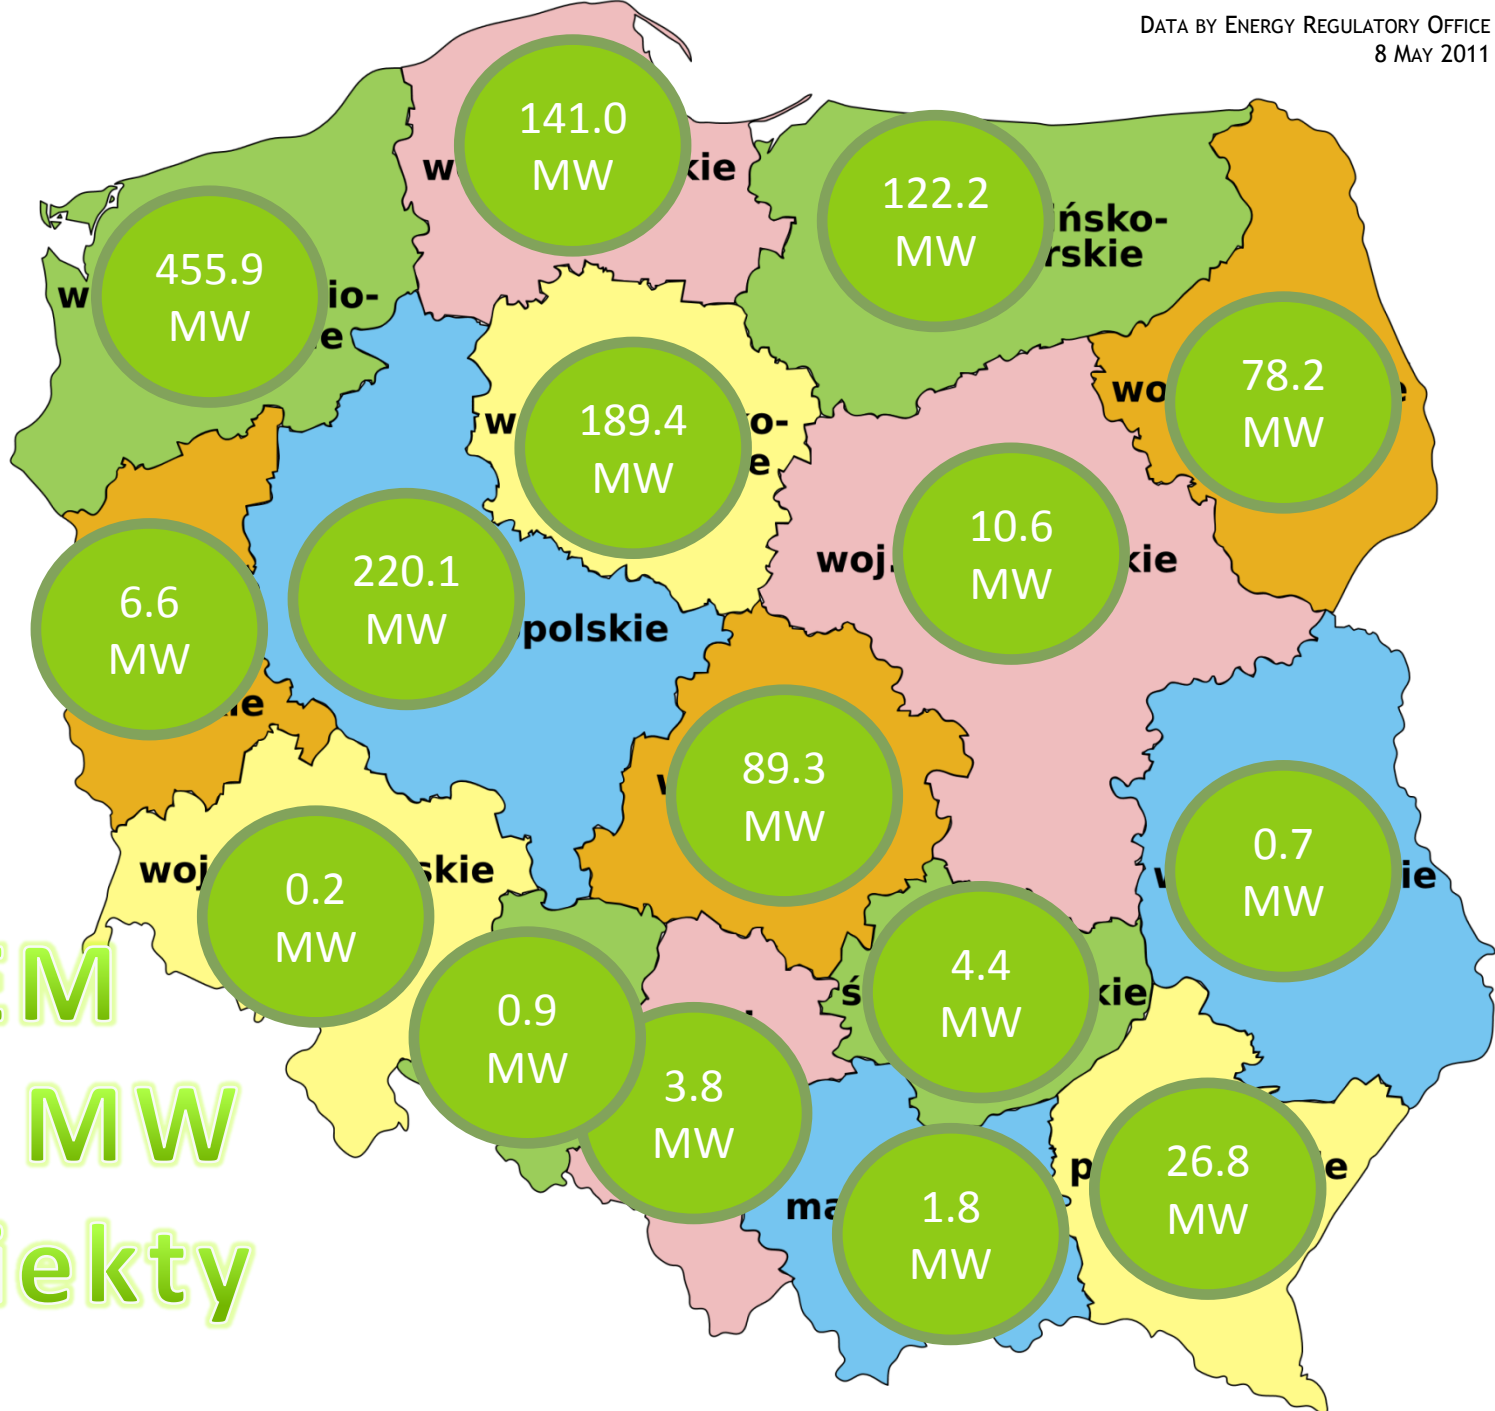 DATA BY ENERGY REGULATORY OFFICE
8 MAY 2011
141.0
MW
kie
122.2
MW
ińsko-
rskie
455.9
MW
io-
e
78.2
MW
189.4
MW
o-
e
10.6
MW
woj.
kie
6.6
MW
ie
220.1
MW
polskie
89.3
MW
0.7
MW
ie
0.2
MW
woj
skie
4.4
MW
ś
kie
0.9
MW
3.8
MW
26.8
MW
p
e
1.8
MW
ma
EM
MW
iekty